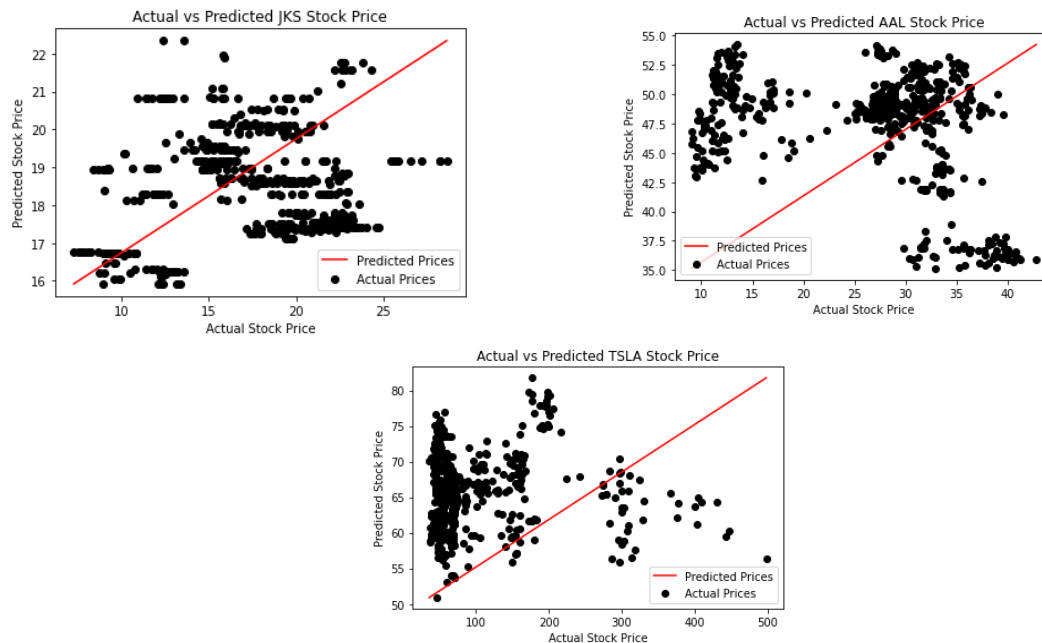 Actual vs Predicted JKS Stock Price
22
21
20
19
18
17
16
Predicted Stock Price
10 15 20 25
Actual Stock Price
Predicted Prices
Actual Prices
Actual vs Predicted AAL Stock Price
55.0
52.5
50.0
47.5
45.0
42.5
40.0
37.5
35.0
Predicted Stock Price
10 15 20 25 30 35 40
Actual Stock Price
Predicted Prices
Actual Prices
Actual vs Predicted TSLA Stock Price
80
75
70
65
60
55
50
Predicted Stock Price
100 200 300 400 500
Actual Stock Price
Predicted Prices
Actual Prices